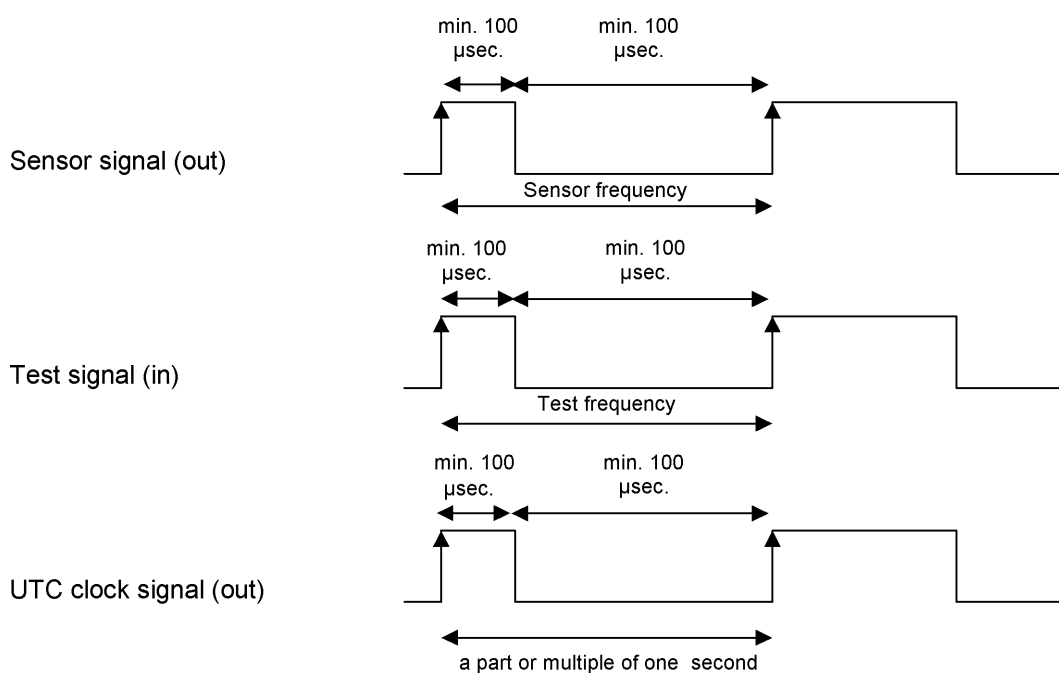 min. 100
µsec.
min. 100
µsec.
Sensor signal (out)
Sensor frequency
min. 100
µsec.
min. 100
µsec.
Test signal (in)
Test frequency
min. 100
µsec.
min. 100
µsec.
UTC clock signal (out)
a part or multiple of one second